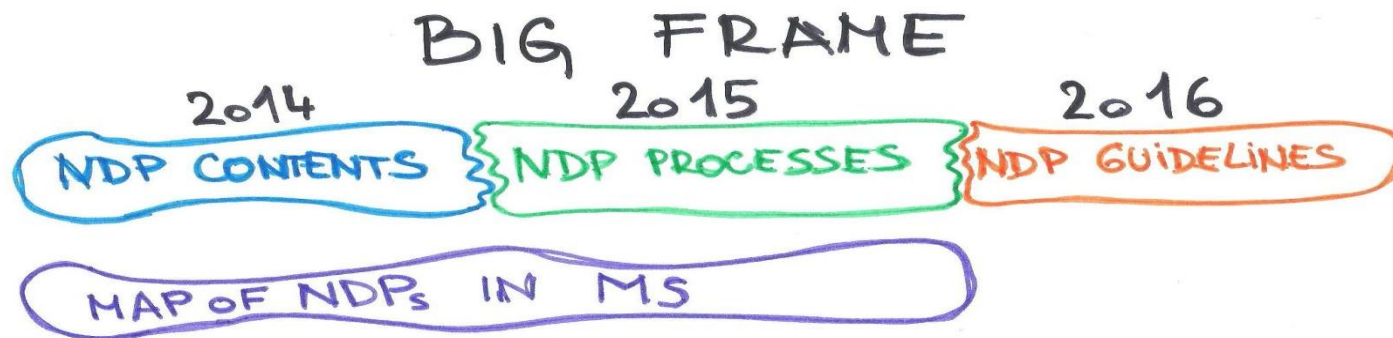 BIG FRAME
2014 2015 2016
NDP CONTENTS NDP PROCESSES NDP GUIDELINES
MAP OF NDPs IN MS